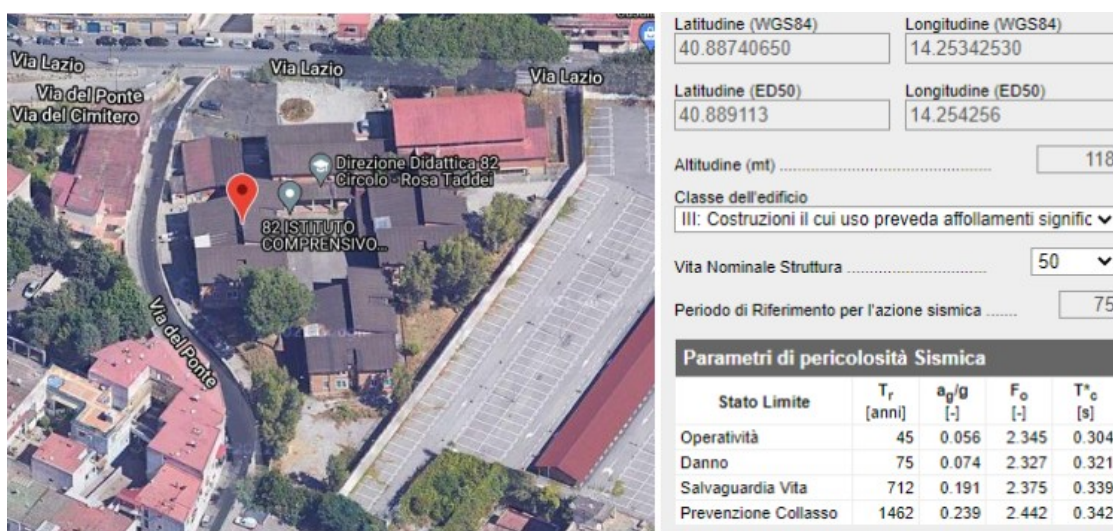 Via Lazio
Via Lazio
Via Lazio
Via del Ponte
Via del Cimitero
Direzione Didattica 82
Circolo - Rosa Taddei
82 ISTITUTO
COMPRENSIVO...
Via del Ponte
Latitudine (WGS84) Longitudine (WGS84)
40.88740650 14.25342530
Latitudine (ED50) Longitudine (ED50)
40.889113 14.254256
Altitudine (mt) 118
Classe dell'edificio
III: Costruzioni il cui uso preveda affollamenti signific
Vita Nominale Struttura 50
Periodo di Riferimento per l'azione sismica 75
Parametri di pericolosità Sismica
Stato Limite Tr [anni] ag/g [-] Fo [-] T*c [s]
Operatività 45 0.056 2.345 0.304
Danno 75 0.074 2.327 0.321
Salvaguardia Vita 712 0.191 2.375 0.339
Prevenzione Collasso 1462 0.239 2.442 0.342